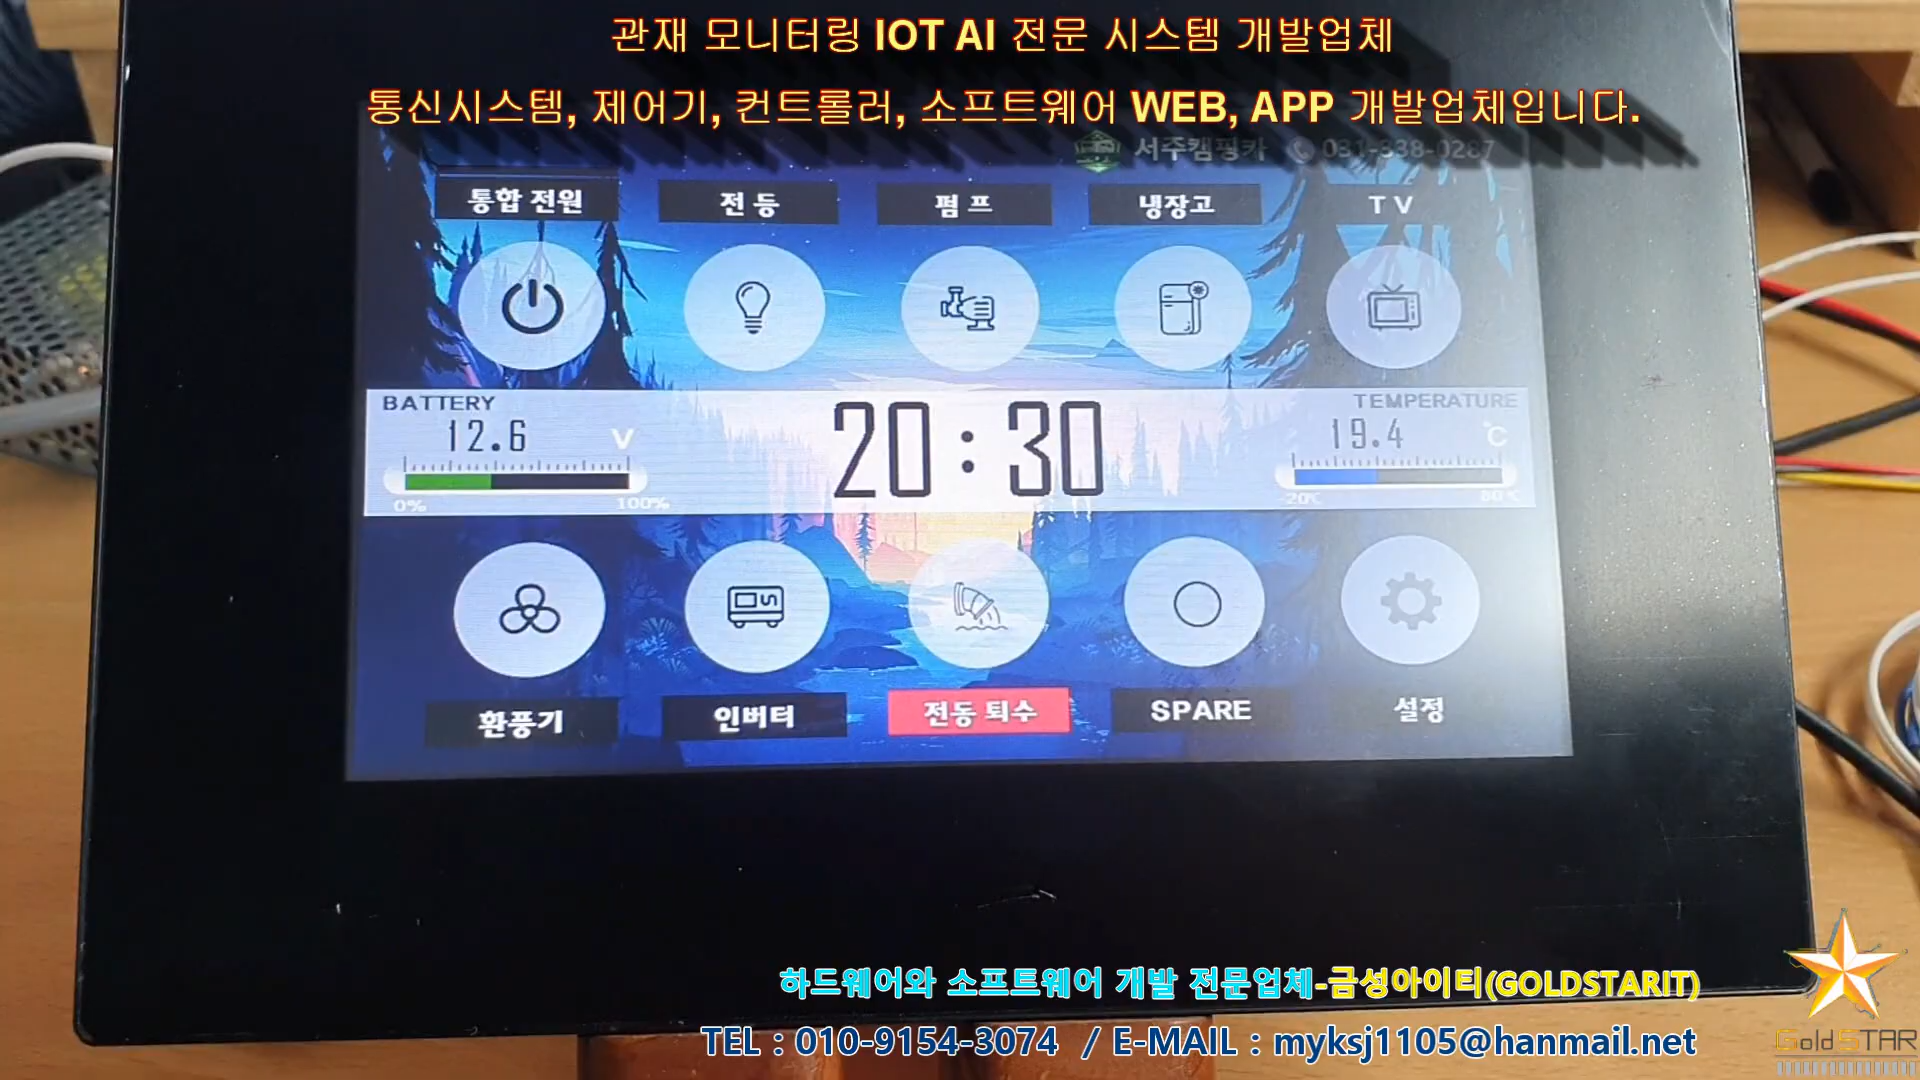 관재 모니터링 IOT AI 전문 시스템 개발업체
통신시스템, 제어기, 컨트롤러, 소프트웨어 WEB, APP 개발업체입니다.
서주캠핑카 031-338-0287
통합 전원 전 등 펌 프 냉장고 T V
BATTERY
12.6 V
0% 100%
20 : 30
TEMPERATURE
19.4 °C
-20℃ 80℃
환풍기 인버터 전동 퇴수 SPARE 설정
하드웨어와 소프트웨어 개발 전문업체-금성아이티(GOLDSTARIT)
TEL : 010-9154-3074 / E-MAIL : myksj1105@hanmail.net
GoldSTAR